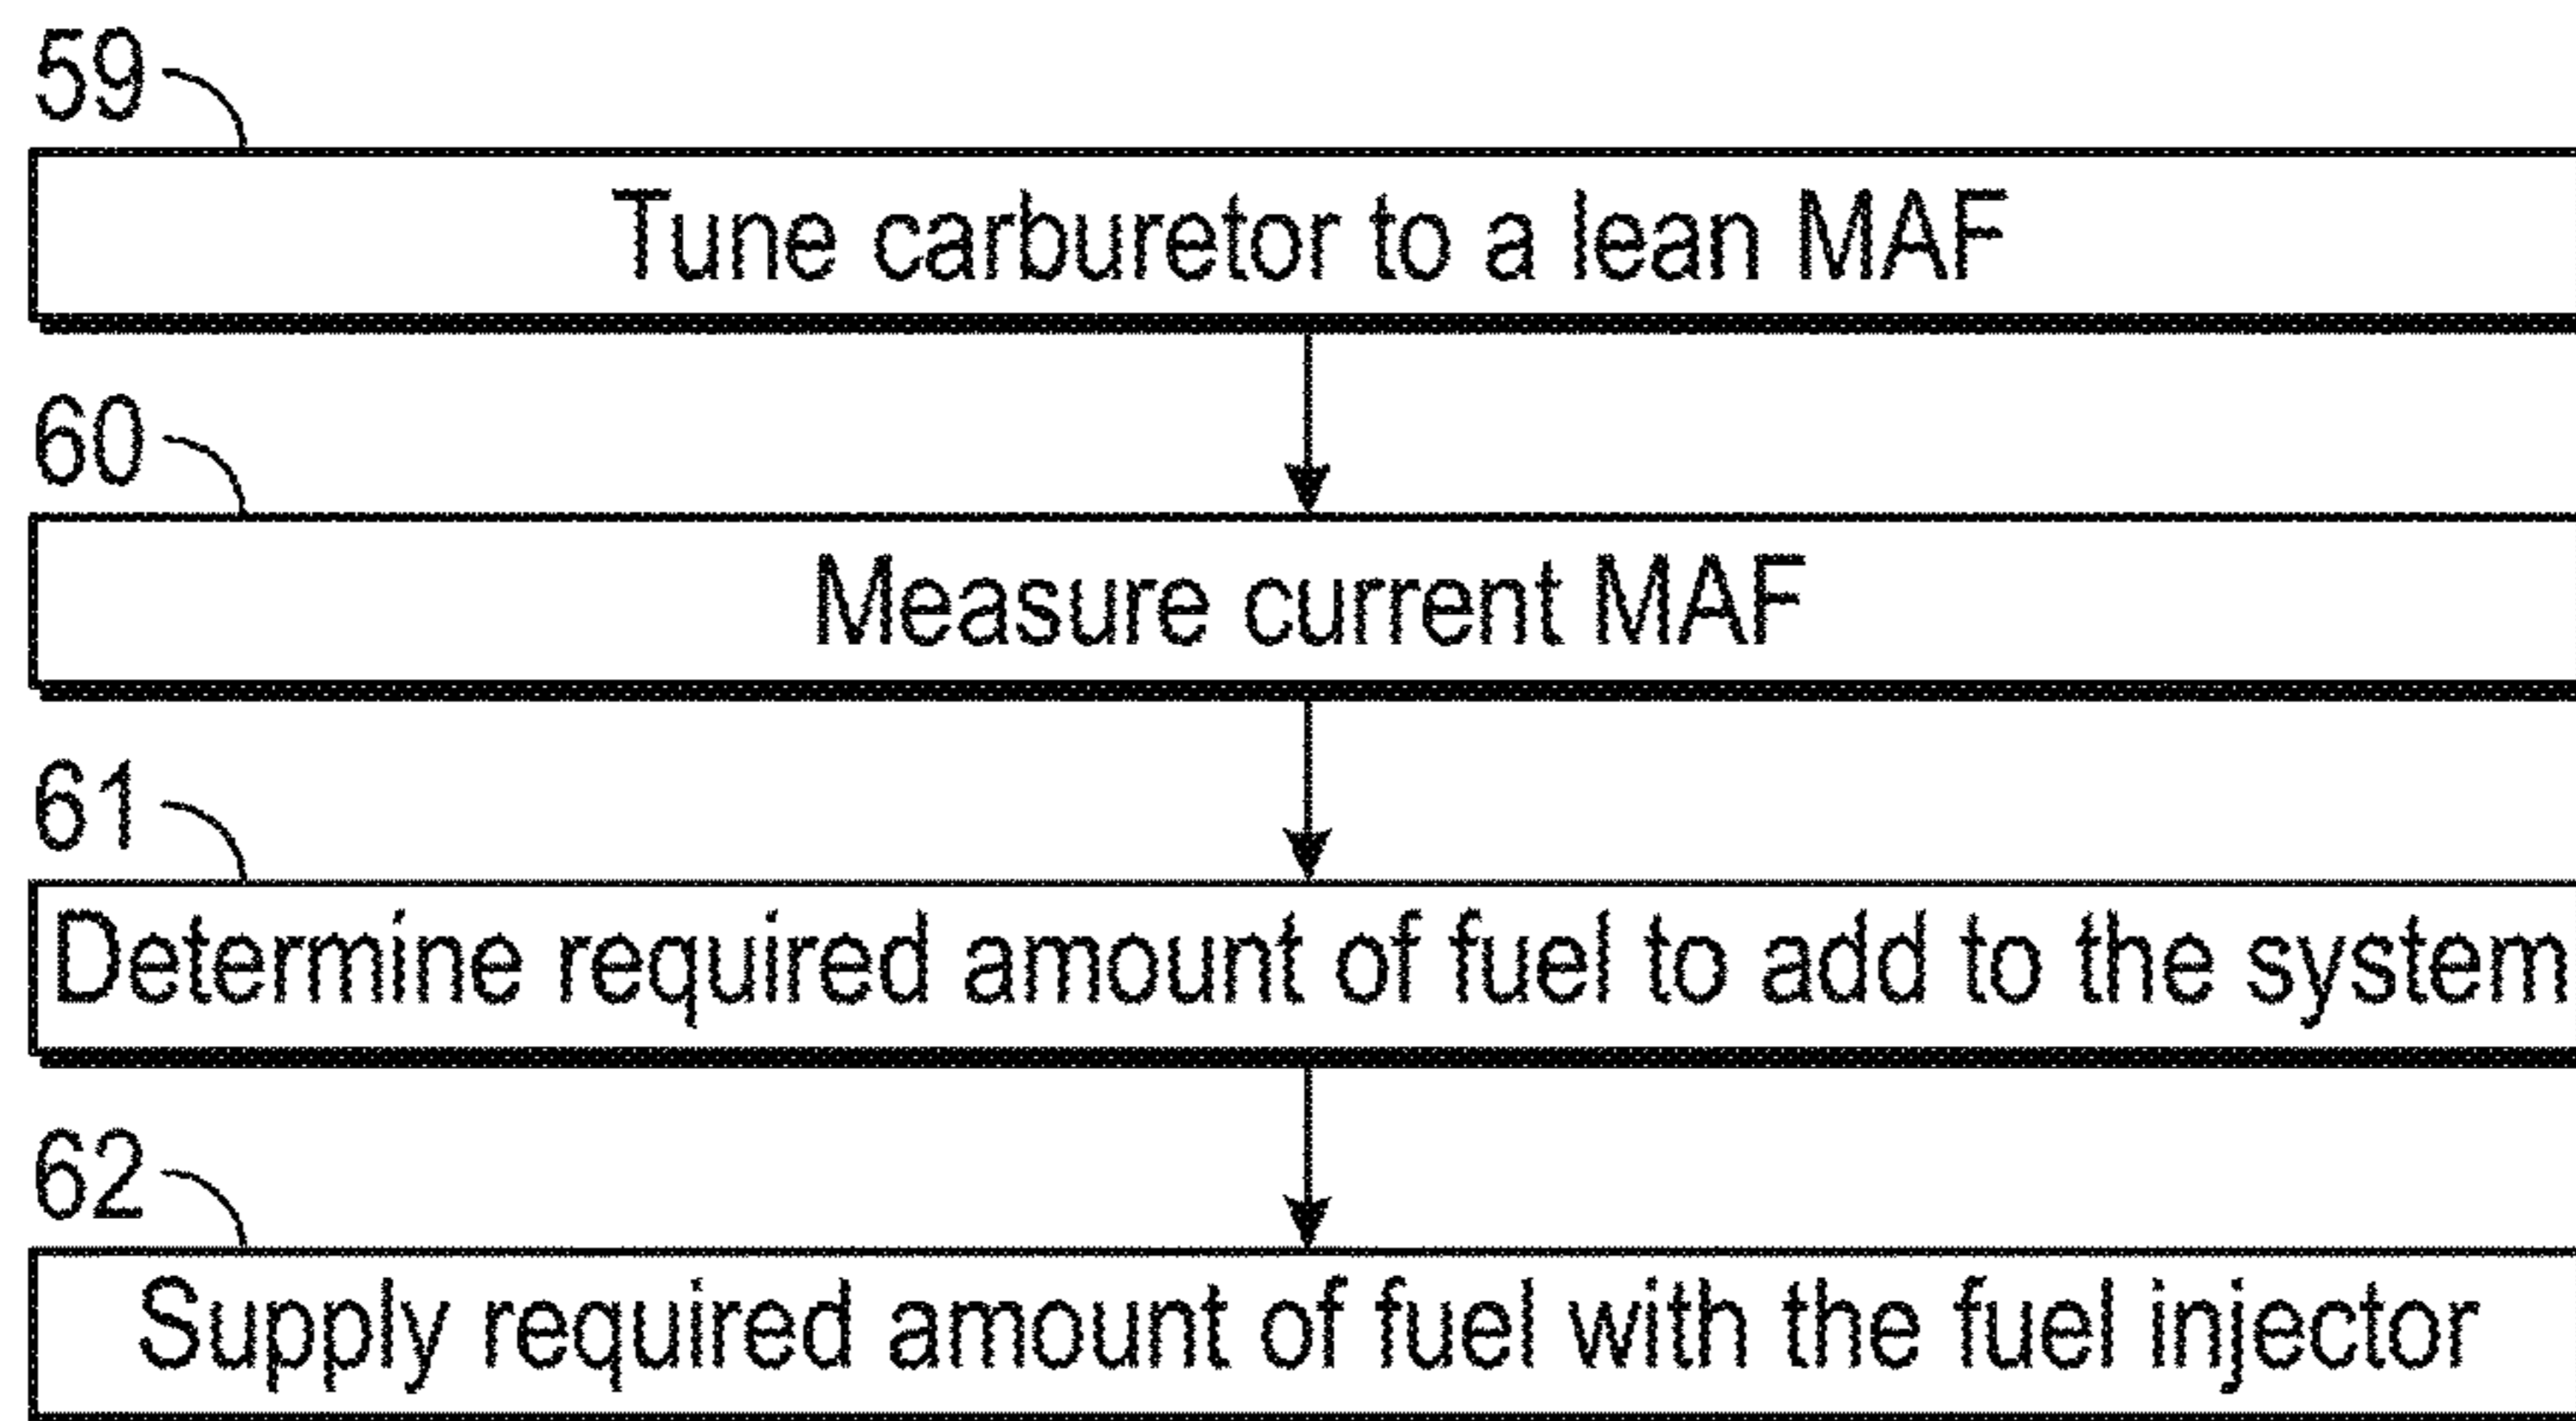 59
Tune carburetor to a lean MAF
60
Measure current MAF
61
Determine required amount of fuel to add to the system
62
Supply required amount of fuel with the fuel injector